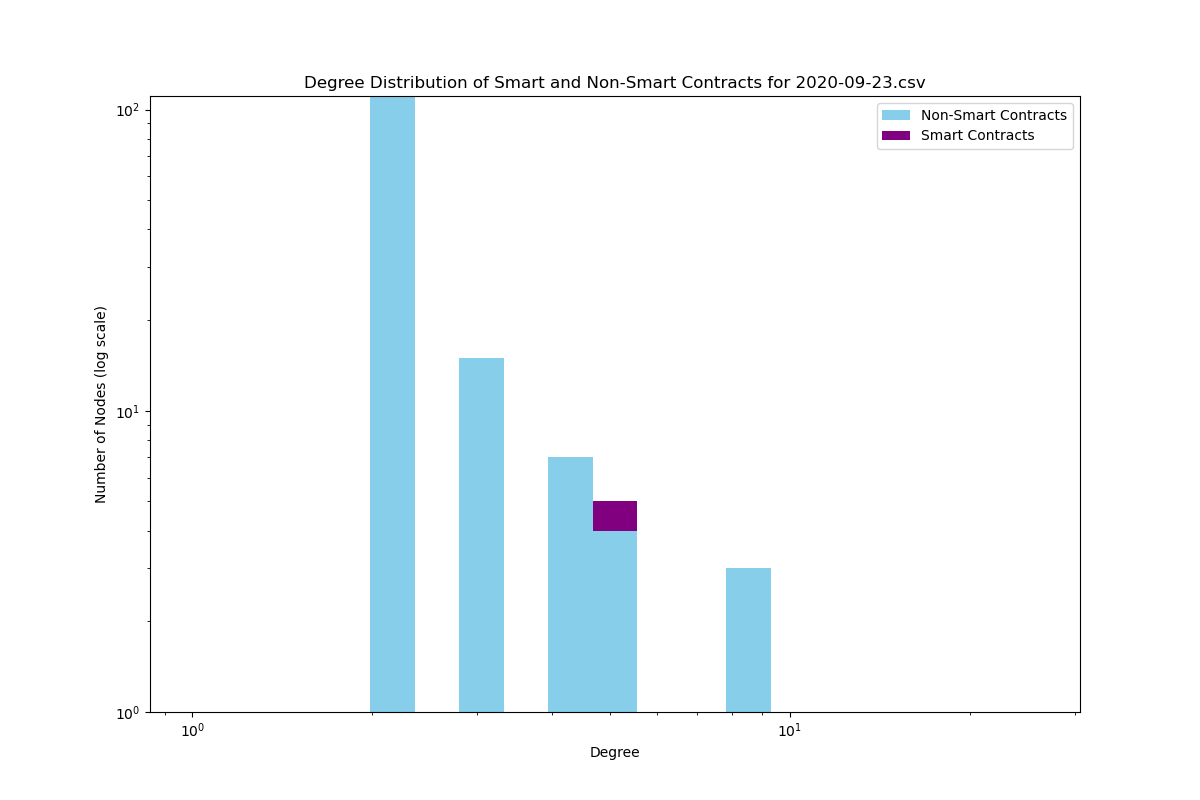 Degree Distribution of Smart and Non-Smart Contracts for 2020-09-23.csv
Non-Smart Contracts
Smart Contracts
Number of Nodes (log scale)
10²
10¹
10⁰
10⁰ 10¹
Degree